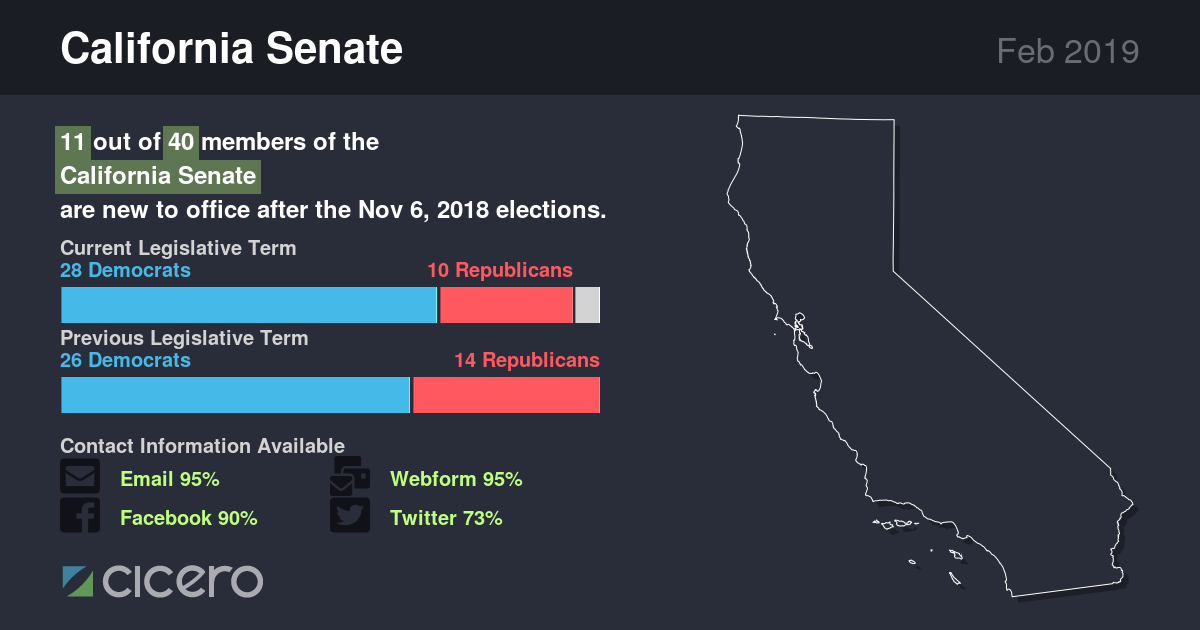 California Senate
Feb 2019
11 out of 40 members of the
California Senate
are new to office after the Nov 6, 2018 elections.
Current Legislative Term
28 Democrats 10 Republicans
Previous Legislative Term
26 Democrats 14 Republicans
Contact Information Available
Email 95% Webform 95%
Facebook 90% Twitter 73%
cicero